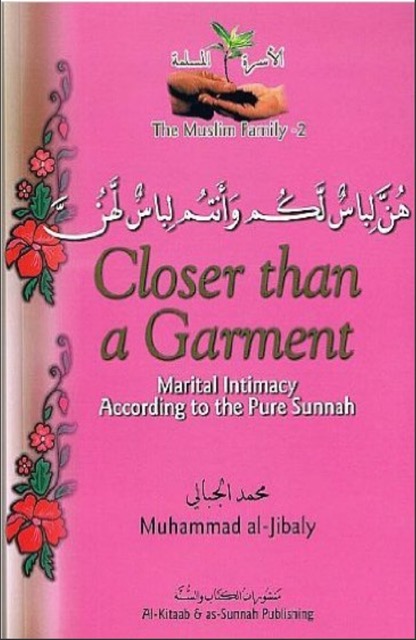 الأسرة المسلمة
The Muslim Family -2
هُنَّ لِبَاسٌ لَّكُمْ وَأَنتُمْ لِبَاسٌ لَّهُنَّ
Closer than
a Garment
Marital Intimacy
According to the Pure Sunnah
محمد الجبالي
Muhammad al-Jibaly
منشورات الكتاب والسنة
Al-Kitaab & as-Sunnah Publishing